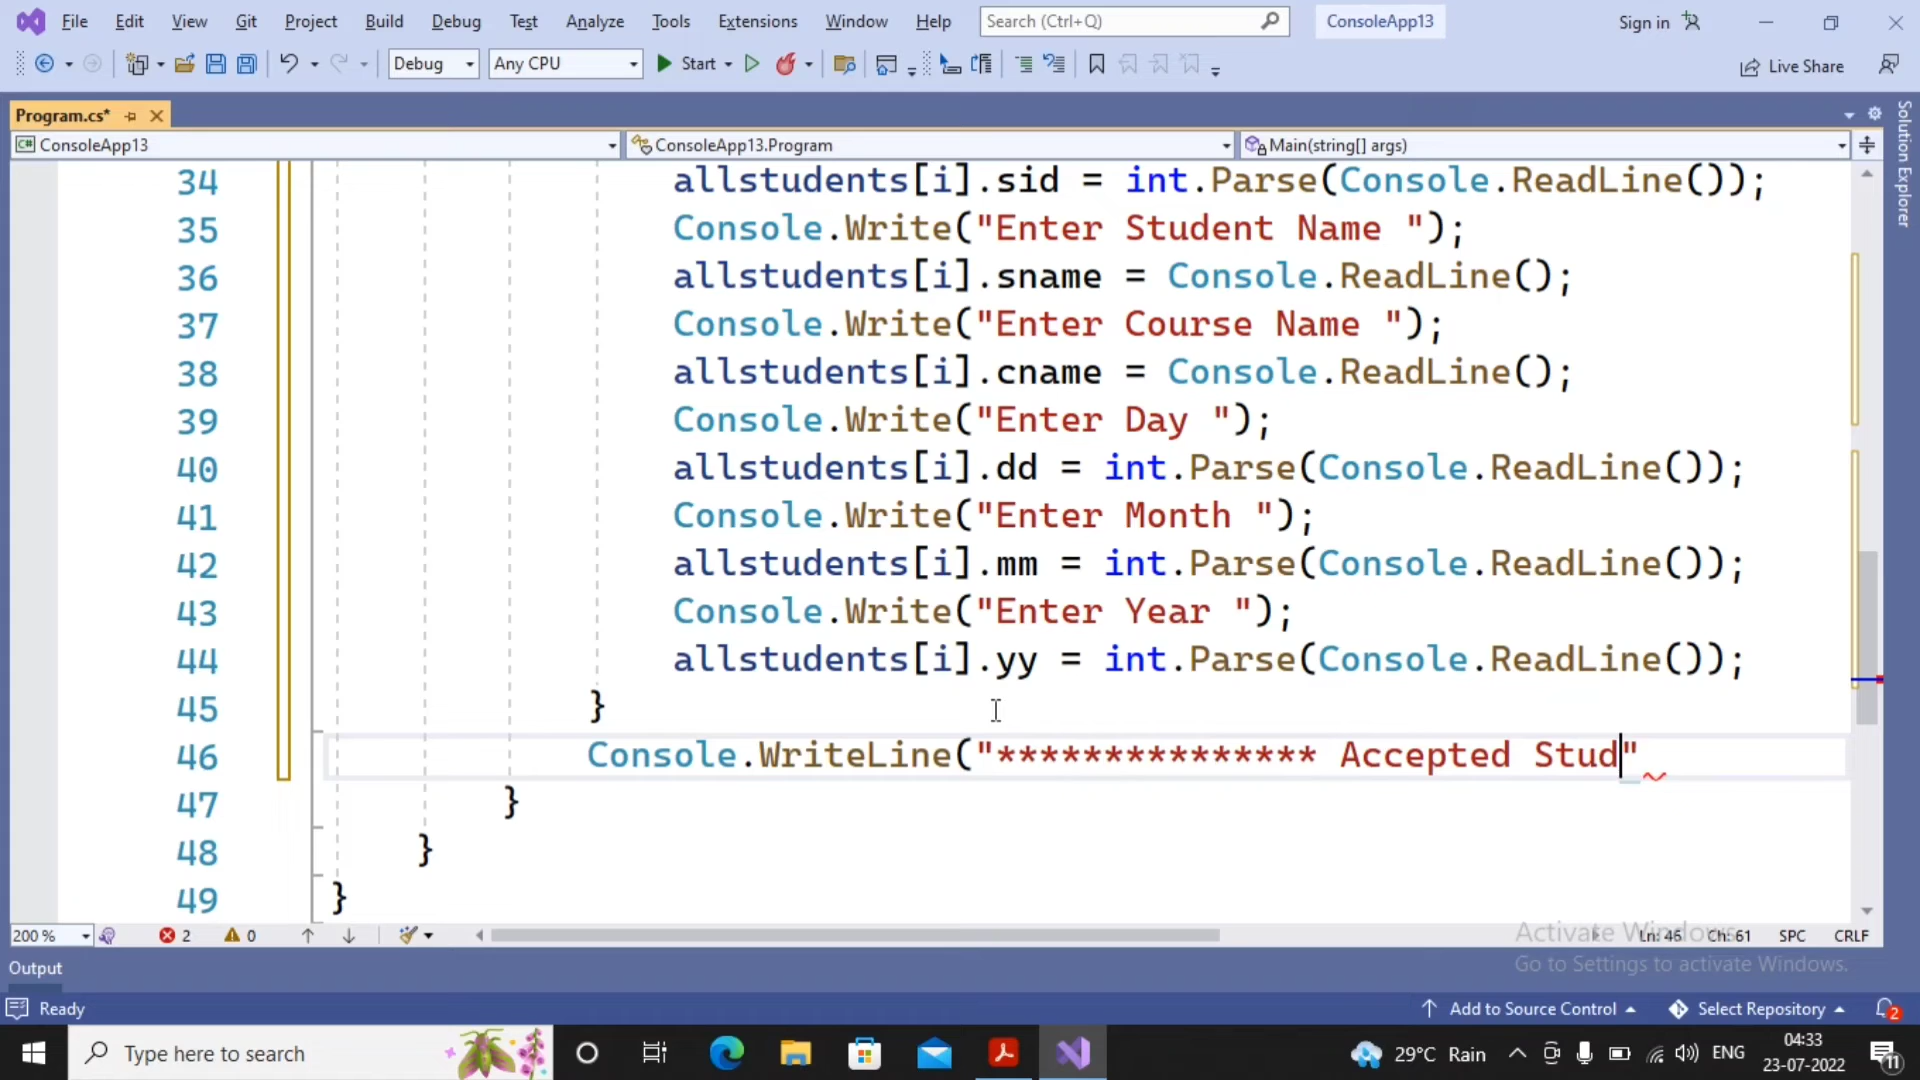 File Edit View Git Project Build Debug Test Analyze Tools Extensions Window Help Search (Ctrl+Q) ConsoleApp13 Sign in
Debug Any CPU Start Live Share
Program.cs*
ConsoleApp13 ConsoleApp13.Program Main(string[] args)
Solution Explorer
34 allstudents[i].sid = int.Parse(Console.ReadLine());
35 Console.Write("Enter Student Name ");
36 allstudents[i].sname = Console.ReadLine();
37 Console.Write("Enter Course Name ");
38 allstudents[i].cname = Console.ReadLine();
39 Console.Write("Enter Day ");
40 allstudents[i].dd = int.Parse(Console.ReadLine());
41 Console.Write("Enter Month ");
42 allstudents[i].mm = int.Parse(Console.ReadLine());
43 Console.Write("Enter Year ");
44 allstudents[i].yy = int.Parse(Console.ReadLine());
45 }
46 Console.WriteLine("*************** Accepted Stud"
47 }
48 }
49 }
200 % 2 0 Ln: 46 Ch: 61 SPC CRLF
Activate Windows
Go to Settings to activate Windows.
Output
Ready Add to Source Control Select Repository 2
Type here to search 29°C Rain ENG 04:33
23-07-2022 11